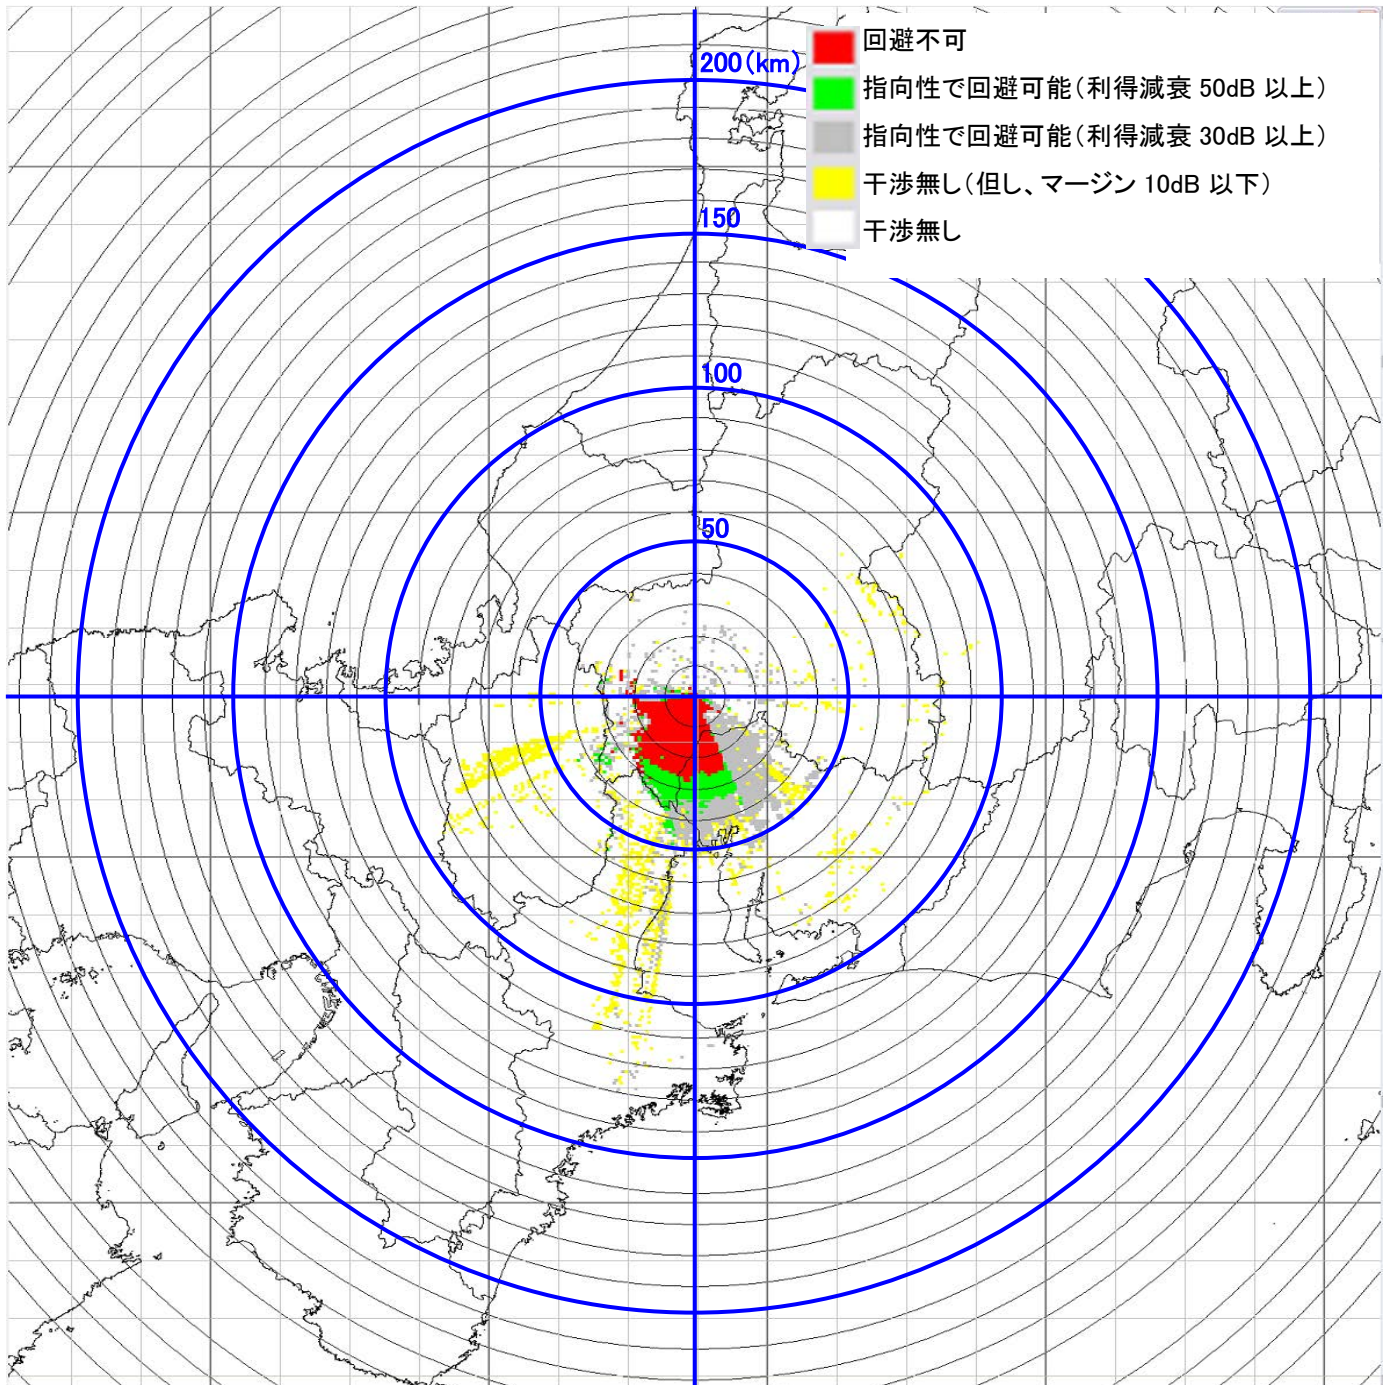 回避不可
200(km)
指向性で回避可能(利得減衰 50dB 以上)
指向性で回避可能(利得減衰 30dB 以上)
干渉無し(但し、マージン 10dB 以下)
150
干渉無し
100
50